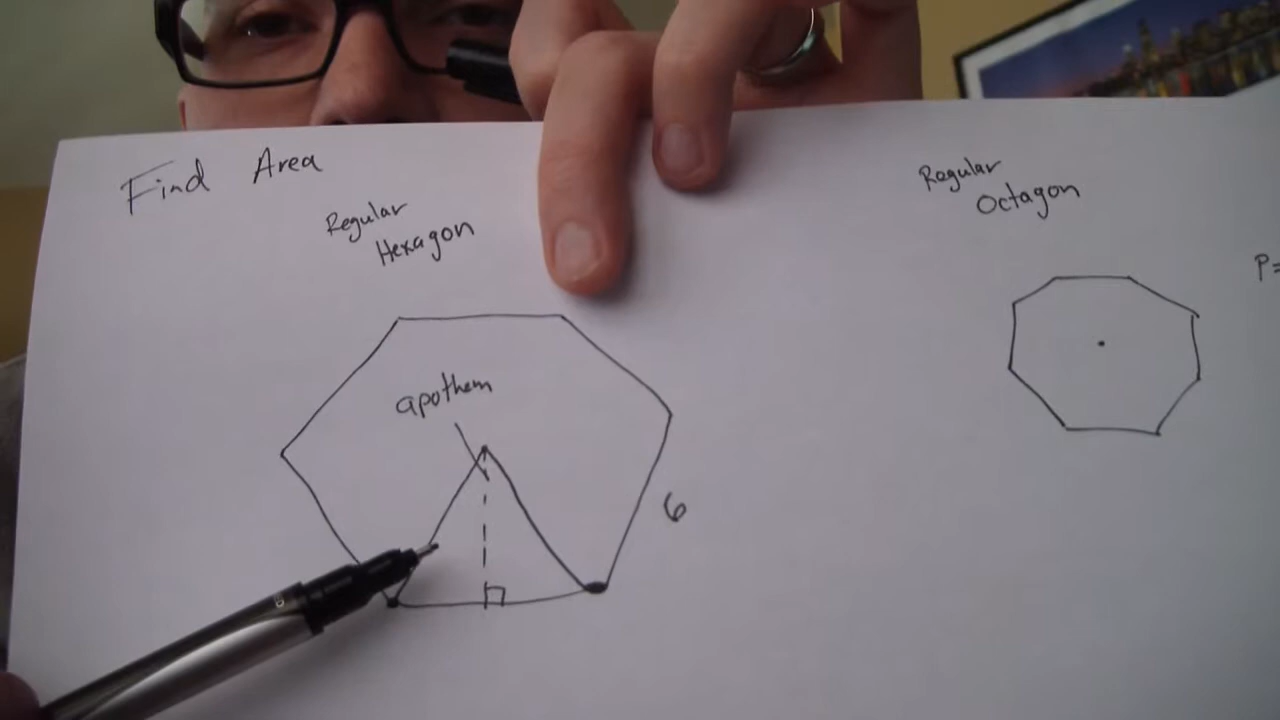 Find Area
Regular
Hexagon
apothem
6
Regular
Octagon
P=